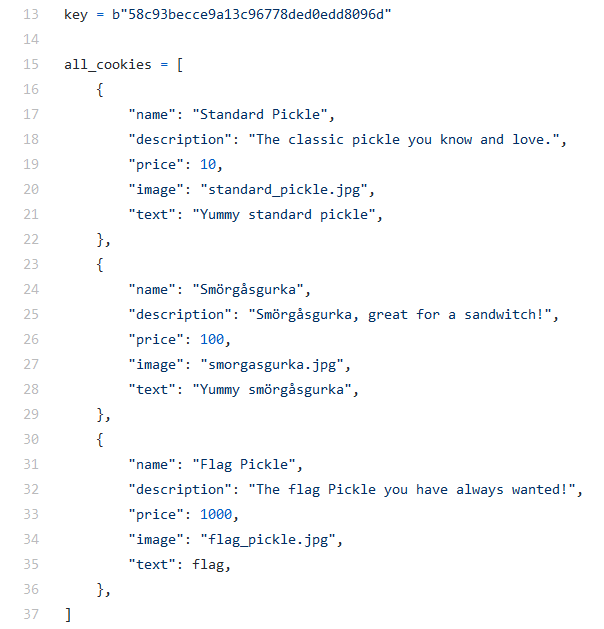 13 key = b"58c93becce9a13c96778ded0edd8096d"
14
15 all_cookies = [
16     {
17         "name": "Standard Pickle",
18         "description": "The classic pickle you know and love.",
19         "price": 10,
20         "image": "standard_pickle.jpg",
21         "text": "Yummy standard pickle",
22     },
23     {
24         "name": "Smörgåsgurka",
25         "description": "Smörgåsgurka, great for a sandwitch!",
26         "price": 100,
27         "image": "smorgasgurka.jpg",
28         "text": "Yummy smörgåsgurka",
29     },
30     {
31         "name": "Flag Pickle",
32         "description": "The flag Pickle you have always wanted!",
33         "price": 1000,
34         "image": "flag_pickle.jpg",
35         "text": flag,
36     },
37 ]